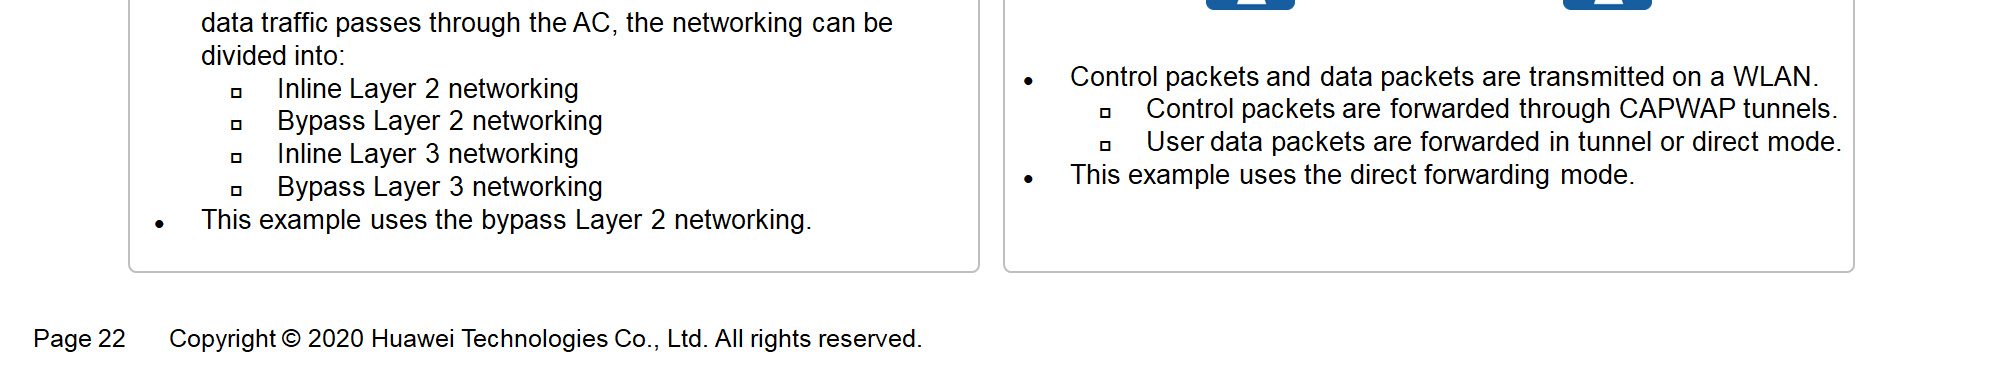 data traffic passes through the AC, the networking can be
divided into:
Inline Layer 2 networking
Bypass Layer 2 networking
Inline Layer 3 networking
Bypass Layer 3 networking
• This example uses the bypass Layer 2 networking.
• Control packets and data packets are transmitted on a WLAN.
Control packets are forwarded through CAPWAP tunnels.
User data packets are forwarded in tunnel or direct mode.
• This example uses the direct forwarding mode.
Page 22 Copyright © 2020 Huawei Technologies Co., Ltd. All rights reserved.